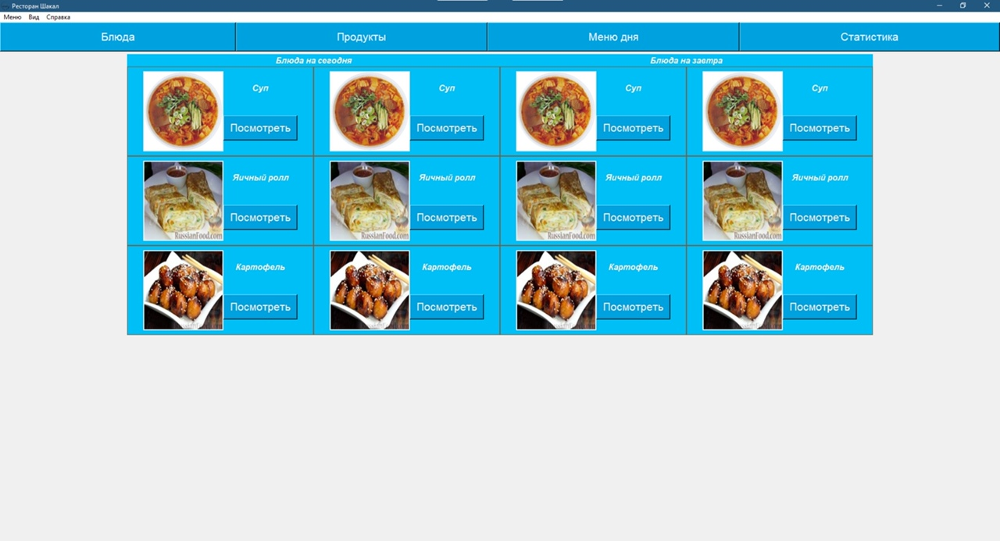 Ресторан Шакал
Меню Вид Справка
Блюда Продукты Меню дня Статистика
Блюда на сегодня Блюда на завтра
Суп Суп Суп Суп
Посмотреть Посмотреть Посмотреть Посмотреть
Яичный ролл Яичный ролл Яичный ролл Яичный ролл
Посмотреть Посмотреть Посмотреть Посмотреть
RussianFood.com RussianFood.com RussianFood.com RussianFood.com
Картофель Картофель Картофель Картофель
Посмотреть Посмотреть Посмотреть Посмотреть